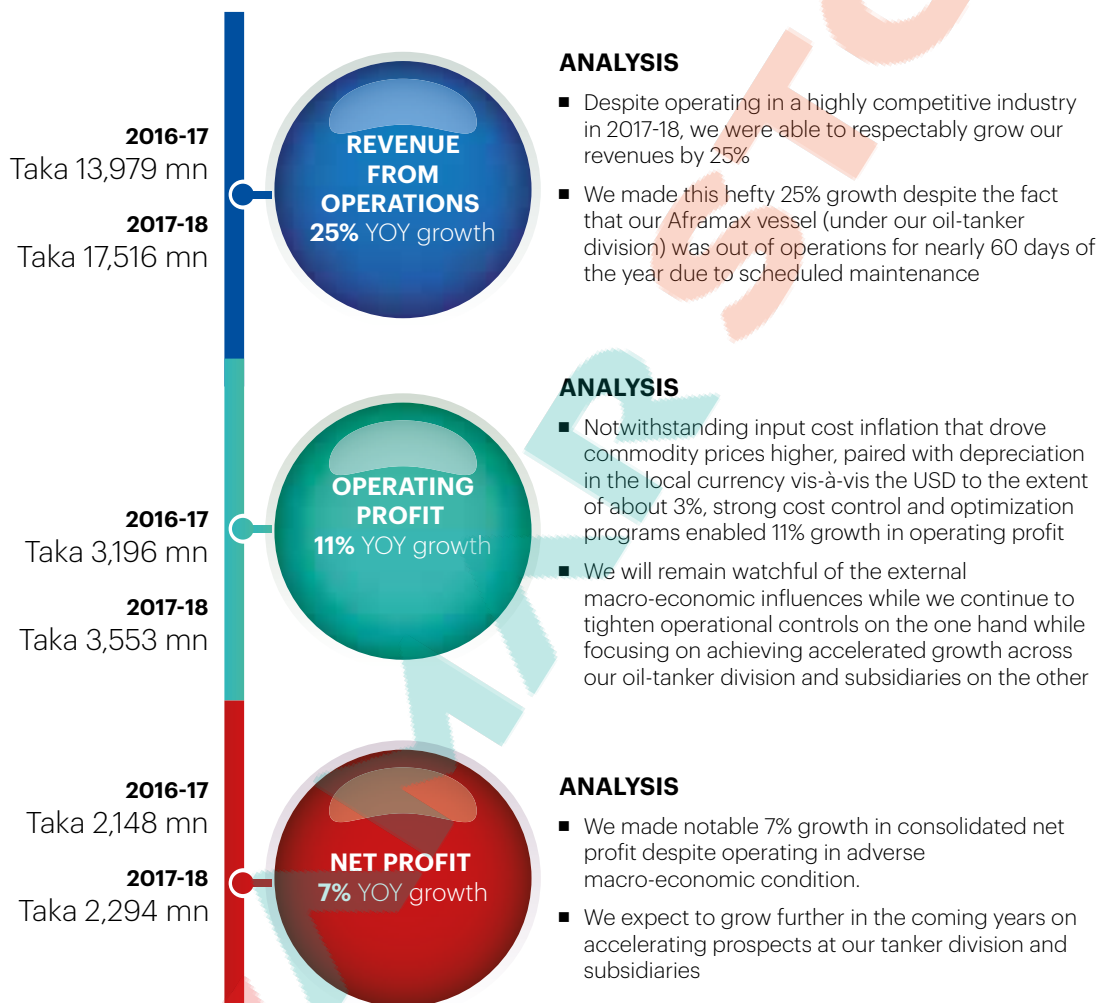 2016-17
Taka 13,979 mn
2017-18
Taka 17,516 mn
REVENUE
FROM
OPERATIONS
25% YOY growth
ANALYSIS
■ Despite operating in a highly competitive industry
in 2017-18, we were able to respectably grow our
revenues by 25%
■ We made this hefty 25% growth despite the fact
that our Aframax vessel (under our oil-tanker
division) was out of operations for nearly 60 days of
the year due to scheduled maintenance
2016-17
Taka 3,196 mn
2017-18
Taka 3,553 mn
OPERATING
PROFIT
11% YOY growth
ANALYSIS
■ Notwithstanding input cost inflation that drove
commodity prices higher, paired with depreciation
in the local currency vis-à-vis the USD to the extent
of about 3%, strong cost control and optimization
programs enabled 11% growth in operating profit
■ We will remain watchful of the external
macro-economic influences while we continue to
tighten operational controls on the one hand while
focusing on achieving accelerated growth across
our oil-tanker division and subsidiaries on the other
2016-17
Taka 2,148 mn
2017-18
Taka 2,294 mn
NET PROFIT
7% YOY growth
ANALYSIS
■ We made notable 7% growth in consolidated net
profit despite operating in adverse
macro-economic condition.
■ We expect to grow further in the coming years on
accelerating prospects at our tanker division and
subsidiaries